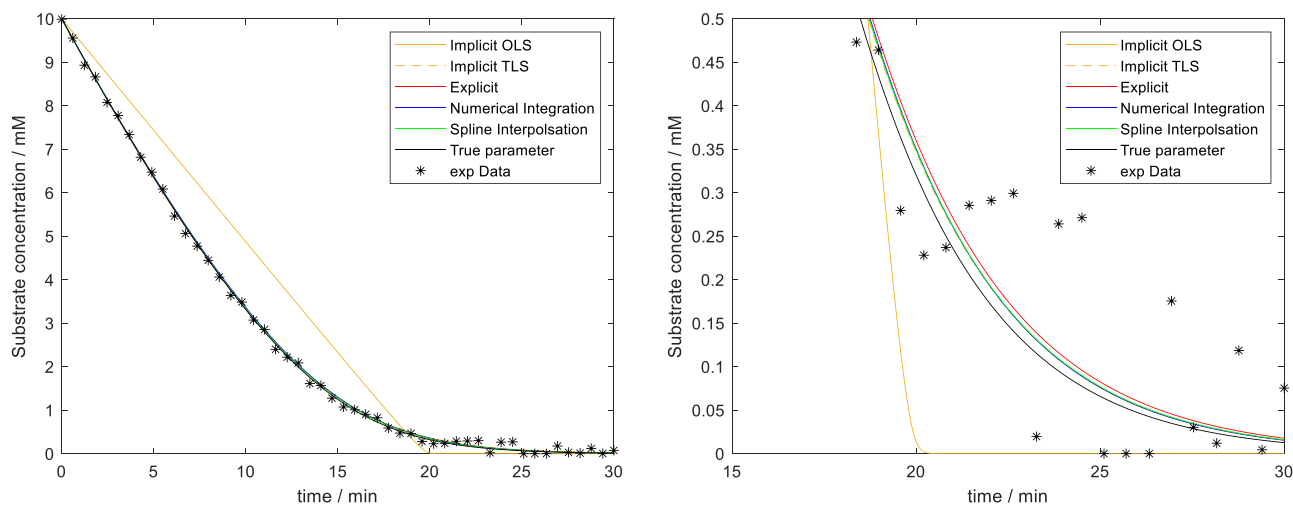 10
9
8
7
6
5
4
3
2
1
0
Substrate concentration / mM
Implicit OLS
Implicit TLS
Explicit
Numerical Integration
Spline Interpolsation
True parameter
exp Data
0 5 10 15 20 25 30
time / min
0.5
0.45
0.4
0.35
0.3
0.25
0.2
0.15
0.1
0.05
0
Substrate concentration / mM
Implicit OLS
Implicit TLS
Explicit
Numerical Integration
Spline Interpolsation
True parameter
exp Data
15 20 25 30
time / min